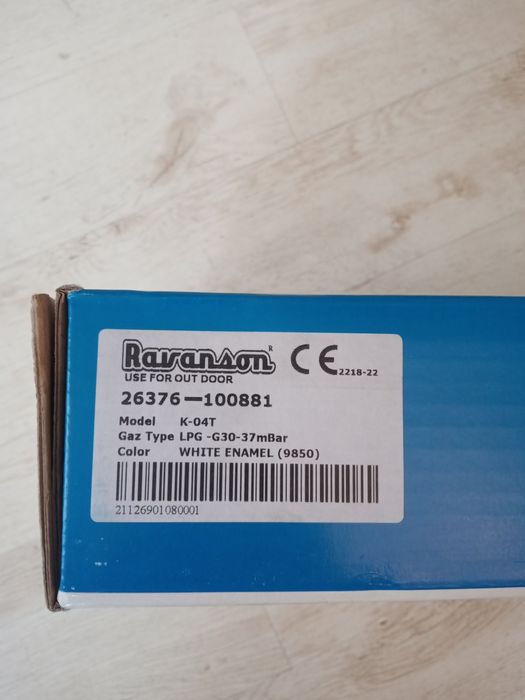 Ravanson R CE 2218-22
USE FOR OUT DOOR
26376—100881
Model K-04T
Gaz Type LPG -G30-37mBar
Color WHITE ENAMEL (9850)
21126901080001